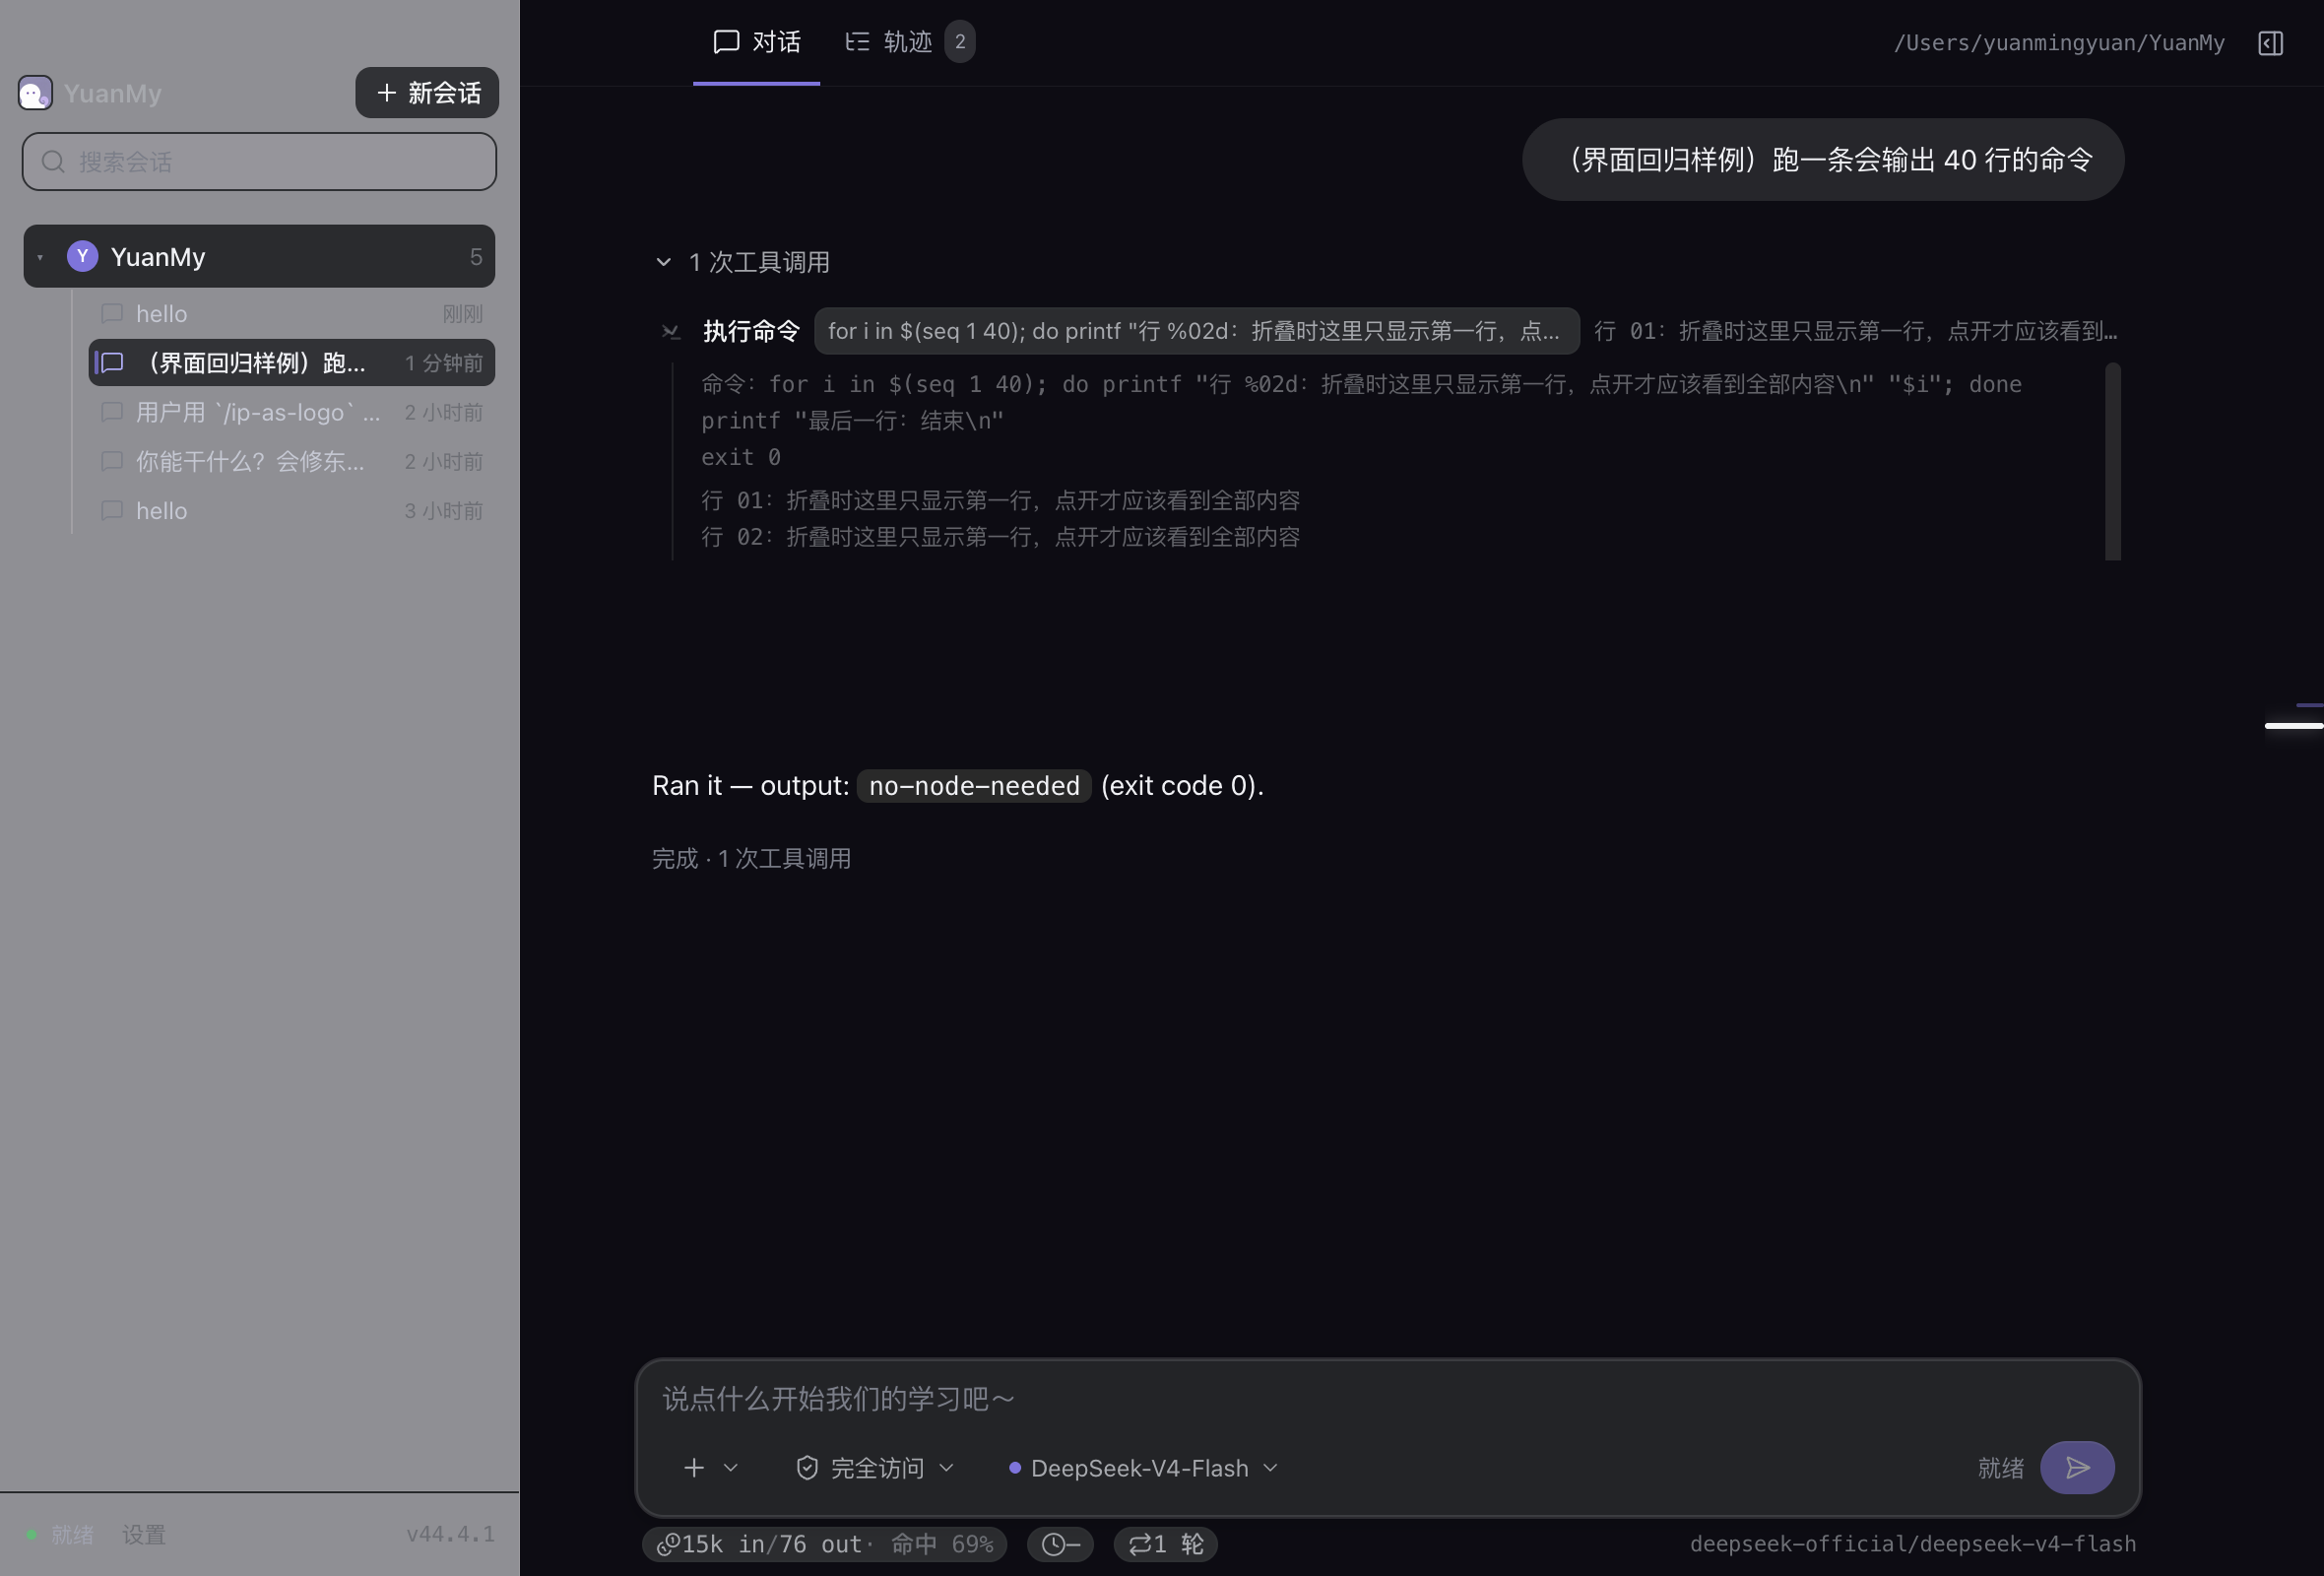 YuanMy
新会话
搜索会话
Y YuanMy 5
hello 刚刚
（界面回归样例）跑... 1 分钟前
用户用 `/ip-as-logo` ... 2 小时前
你能干什么？会修东... 2 小时前
hello 3 小时前
就绪 设置 v44.4.1
对话 轨迹 2 /Users/yuanmingyuan/YuanMy
（界面回归样例）跑一条会输出 40 行的命令
1 次工具调用
执行命令 for i in $(seq 1 40); do printf "行 %02d：折叠时这里只显示第一行，点... 行 01：折叠时这里只显示第一行，点开才应该看到...
命令：for i in $(seq 1 40); do printf "行 %02d：折叠时这里只显示第一行，点开才应该看到全部内容\n" "$i"; done
printf "最后一行：结束\n"
exit 0
行 01：折叠时这里只显示第一行，点开才应该看到全部内容
行 02：折叠时这里只显示第一行，点开才应该看到全部内容
Ran it — output: no-node-needed (exit code 0).
完成 · 1 次工具调用
说点什么开始我们的学习吧～
完全访问 DeepSeek-V4-Flash 就绪
15k in/76 out · 命中 69% — 1 轮 deepseek-official/deepseek-v4-flash